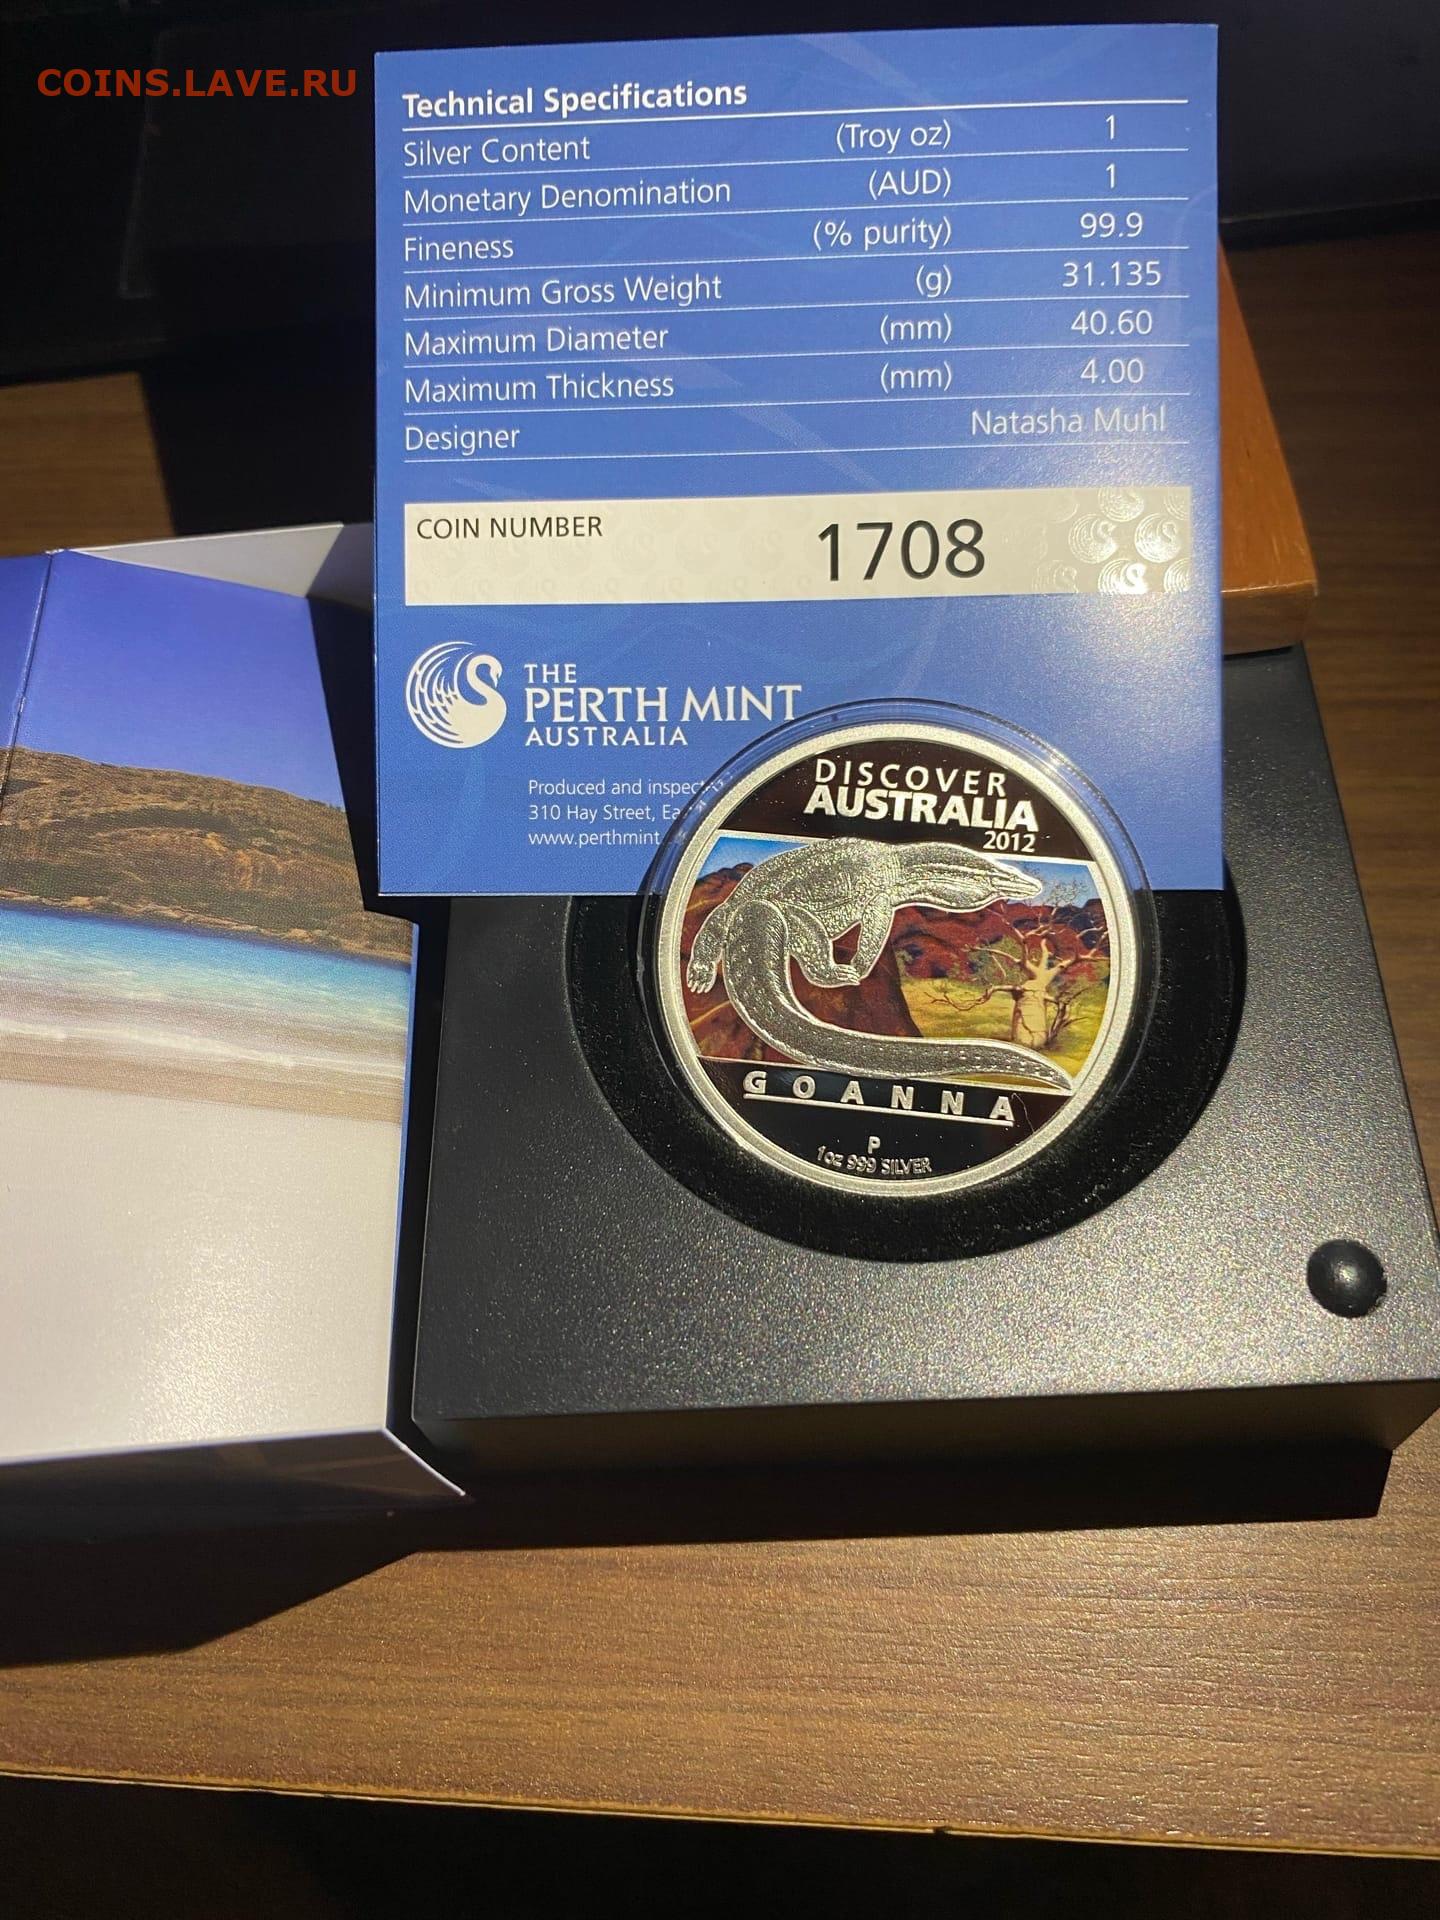 COINS.LAVE.RU
Technical Specifications
Silver Content (Troy oz) 1
Monetary Denomination (AUD) 1
Fineness (% purity) 99.9
Minimum Gross Weight (g) 31.135
Maximum Diameter (mm) 40.60
Maximum Thickness (mm) 4.00
Designer Natasha Muhl
COIN NUMBER 1708
THE
PERTH MINT
AUSTRALIA
Produced and
310 Hay Street,
www.perthmint
DISCOVER
AUSTRALIA
2012
GOANNA
P
1oz 999 SILVER